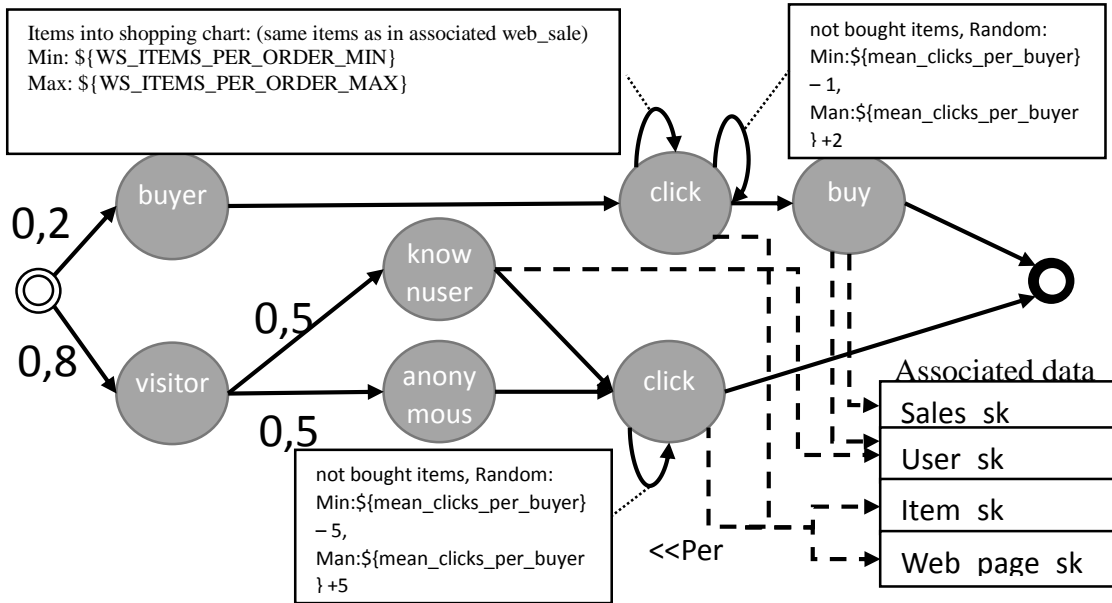 Items into shopping chart: (same items as in associated web_sale)
Min: ${WS_ITEMS_PER_ORDER_MIN}
Max: ${WS_ITEMS_PER_ORDER_MAX}
not bought items, Random:
Min:${mean_clicks_per_buyer}
– 1,
Man:${mean_clicks_per_buyer
} +2
buyer
click
buy
0,2
know
nuser
0,5
0,8
visitor
anony
mous
click
0,5
not bought items, Random:
Min:${mean_clicks_per_buyer}
– 5,
Man:${mean_clicks_per_buyer
} +5
<<Per
Associated data
Sales_sk
User_sk
Item_sk
Web_page_sk